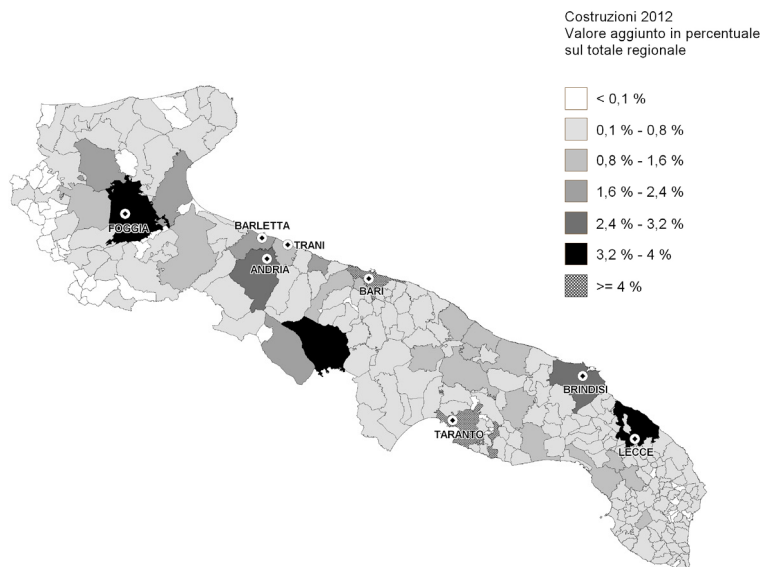 Costruzioni 2012
Valore aggiunto in percentuale
sul totale regionale
< 0,1 %
0,1 % - 0,8 %
0,8 % - 1,6 %
1,6 % - 2,4 %
2,4 % - 3,2 %
3,2 % - 4 %
>= 4 %
FOGGIA
BARLETTA
TRANI
ANDRIA
BARI
BRINDISI
TARANTO
LECCE